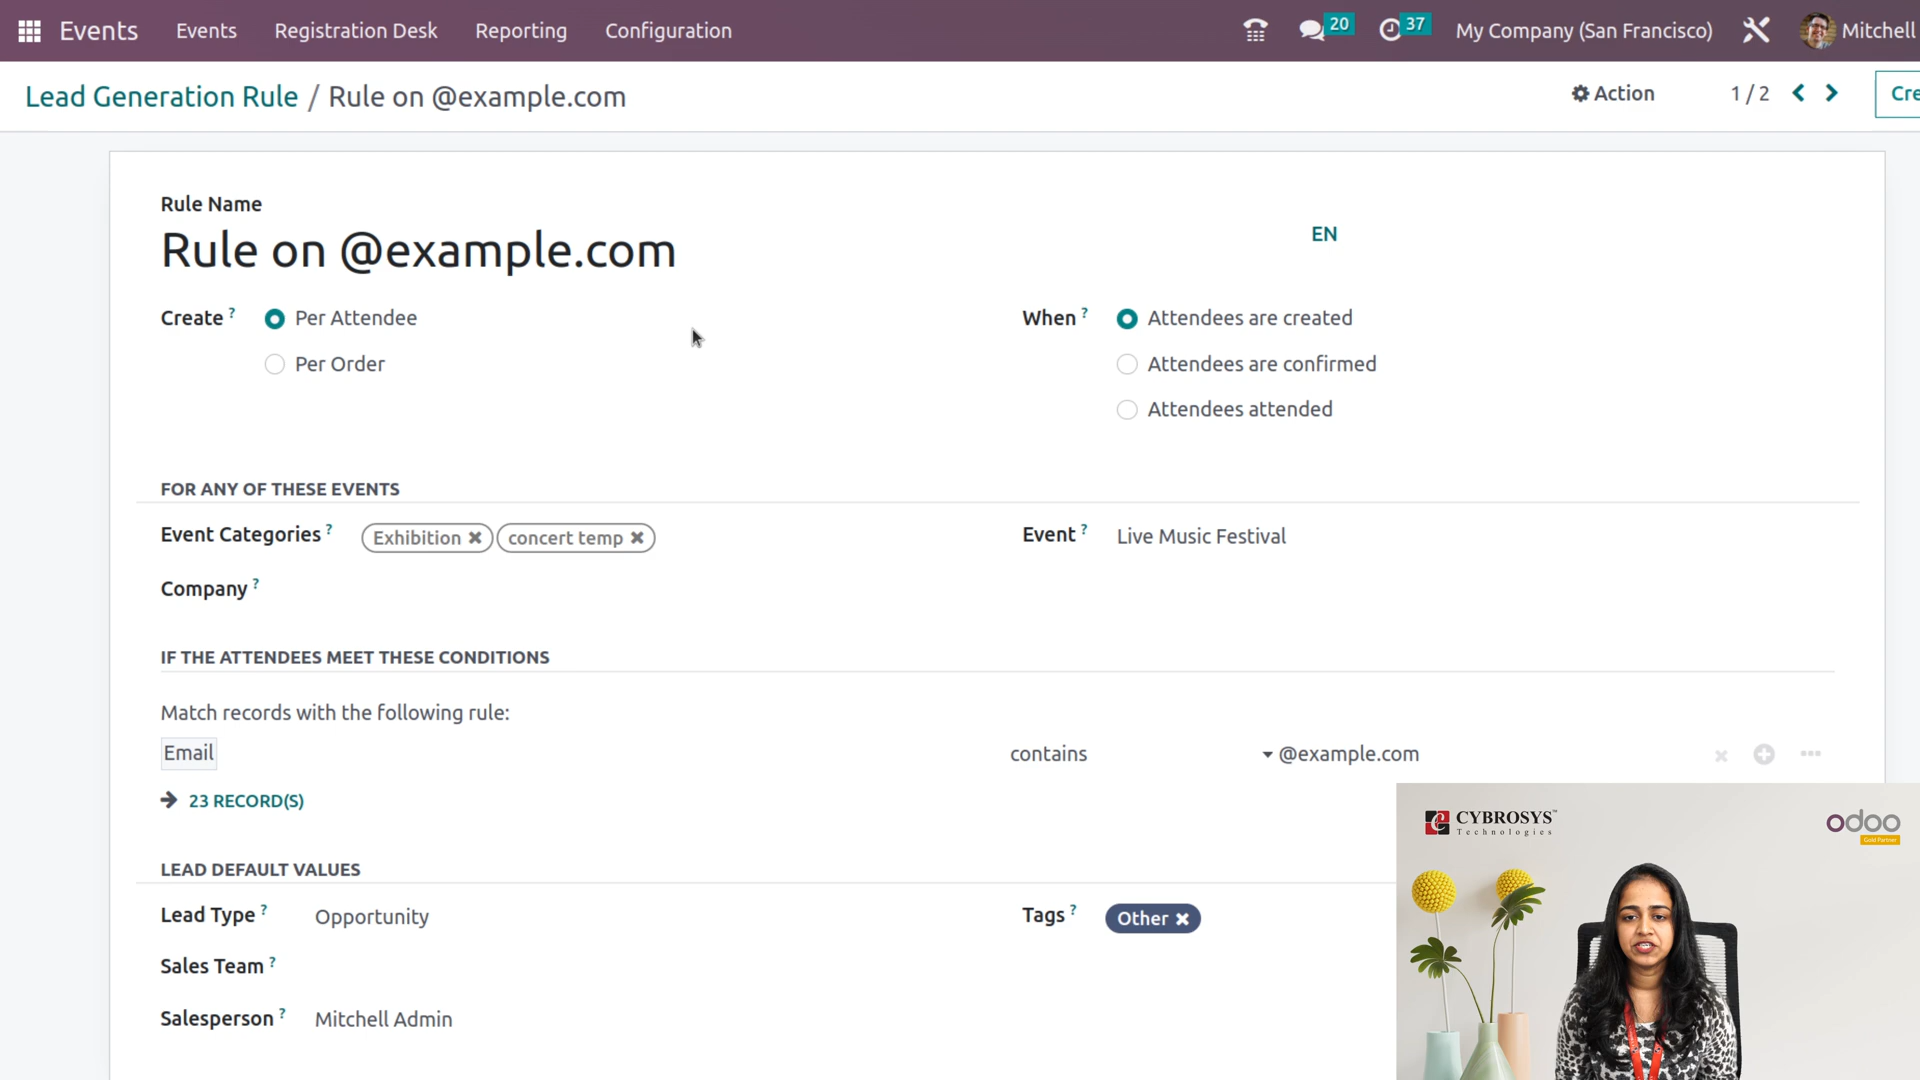 Events Events Registration Desk Reporting Configuration 20 37 My Company (San Francisco) Mitchell
Lead Generation Rule / Rule on @example.com Action 1 / 2 Cre
Rule Name
Rule on @example.com EN
Create ? Per Attendee When ? Attendees are created
Per Order Attendees are confirmed
Attendees attended
FOR ANY OF THESE EVENTS
Event Categories ? Exhibition concert temp Event ? Live Music Festival
Company ?
IF THE ATTENDEES MEET THESE CONDITIONS
Match records with the following rule:
Email contains @example.com
23 RECORD(S)
CYBROSYS™
Technologies
odoo
Gold Partner
LEAD DEFAULT VALUES
Lead Type ? Opportunity Tags ? Other
Sales Team ?
Salesperson ? Mitchell Admin